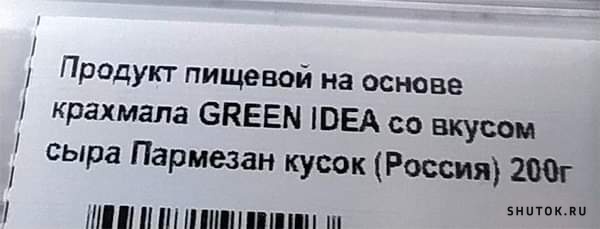 Продукт пищевой на основе
крахмала GREEN IDEA со вкусом
сыра Пармезан кусок (Россия) 200г
SHUTOK.RU